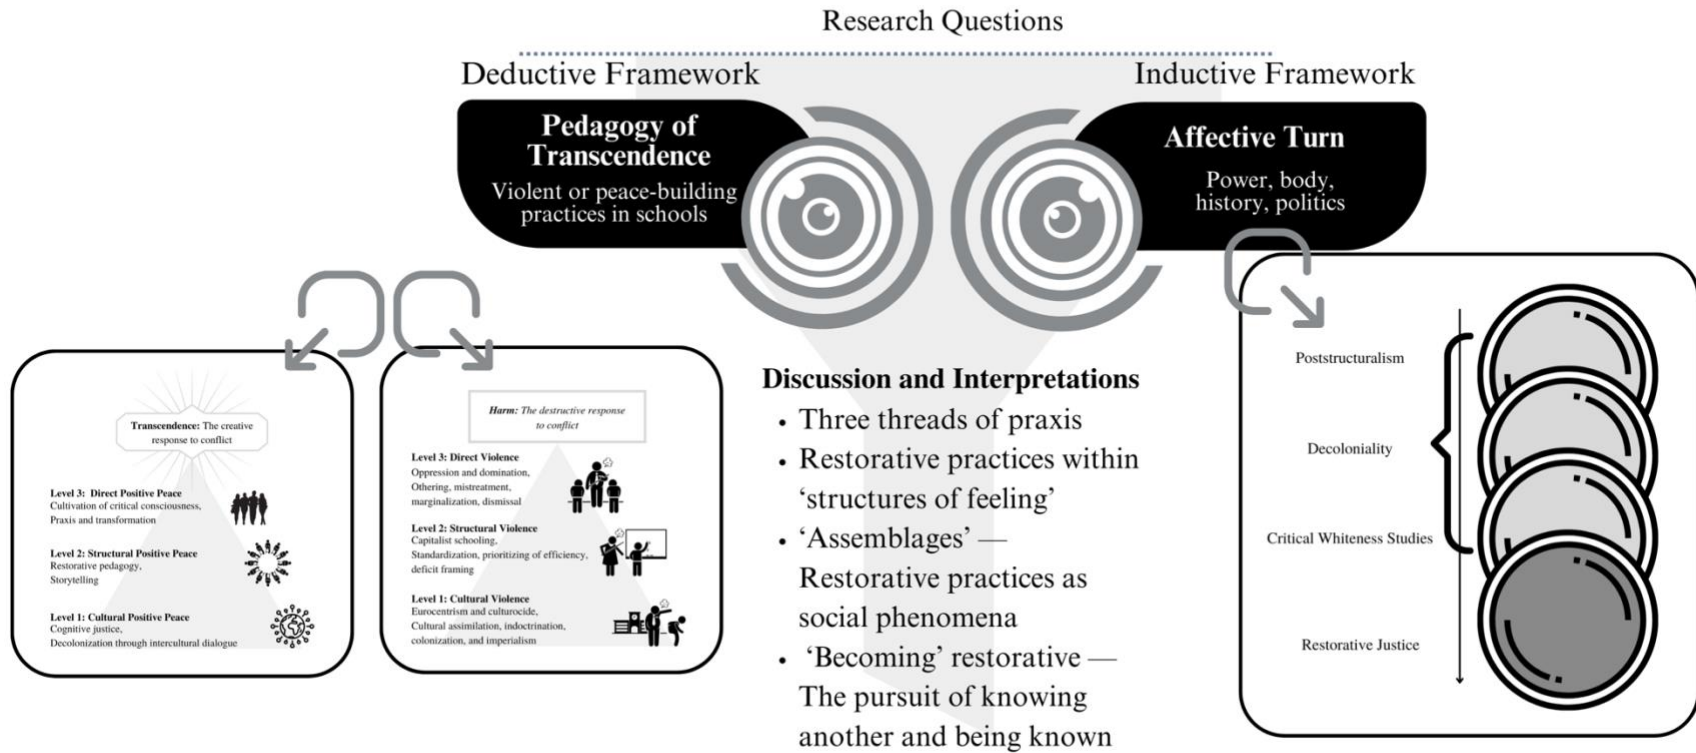 Research Questions
Deductive Framework
Pedagogy of
Transcendence
Violent or peace-building
practices in schools
Inductive Framework
Affective Turn
Power, body,
history, politics
Transcendence: The creative
response to conflict
Level 3: Direct Positive Peace
Cultivation of critical consciousness,
Praxis and transformation
Level 2: Structural Positive Peace
Restorative pedagogy,
Storytelling
Level 1: Cultural Positive Peace
Cognitive justice,
Decolonization through intercultural dialogue
Harm: The destructive response
to conflict
Level 3: Direct Violence
Oppression and domination,
Othering, mistreatment,
marginalization, dismissal
Level 2: Structural Violence
Capitalist schooling,
Standardization, prioritizing of efficiency,
deficit framing
Level 1: Cultural Violence
Eurocentrism and culturocide,
Cultural assimilation, indoctrination,
colonization, and imperialism
Discussion and Interpretations
• Three threads of praxis
• Restorative practices within
‘structures of feeling’
• ‘Assemblages’ —
Restorative practices as
social phenomena
• ‘Becoming’ restorative —
The pursuit of knowing
another and being known
Poststructuralism
Decoloniality
Critical Whiteness Studies
Restorative Justice